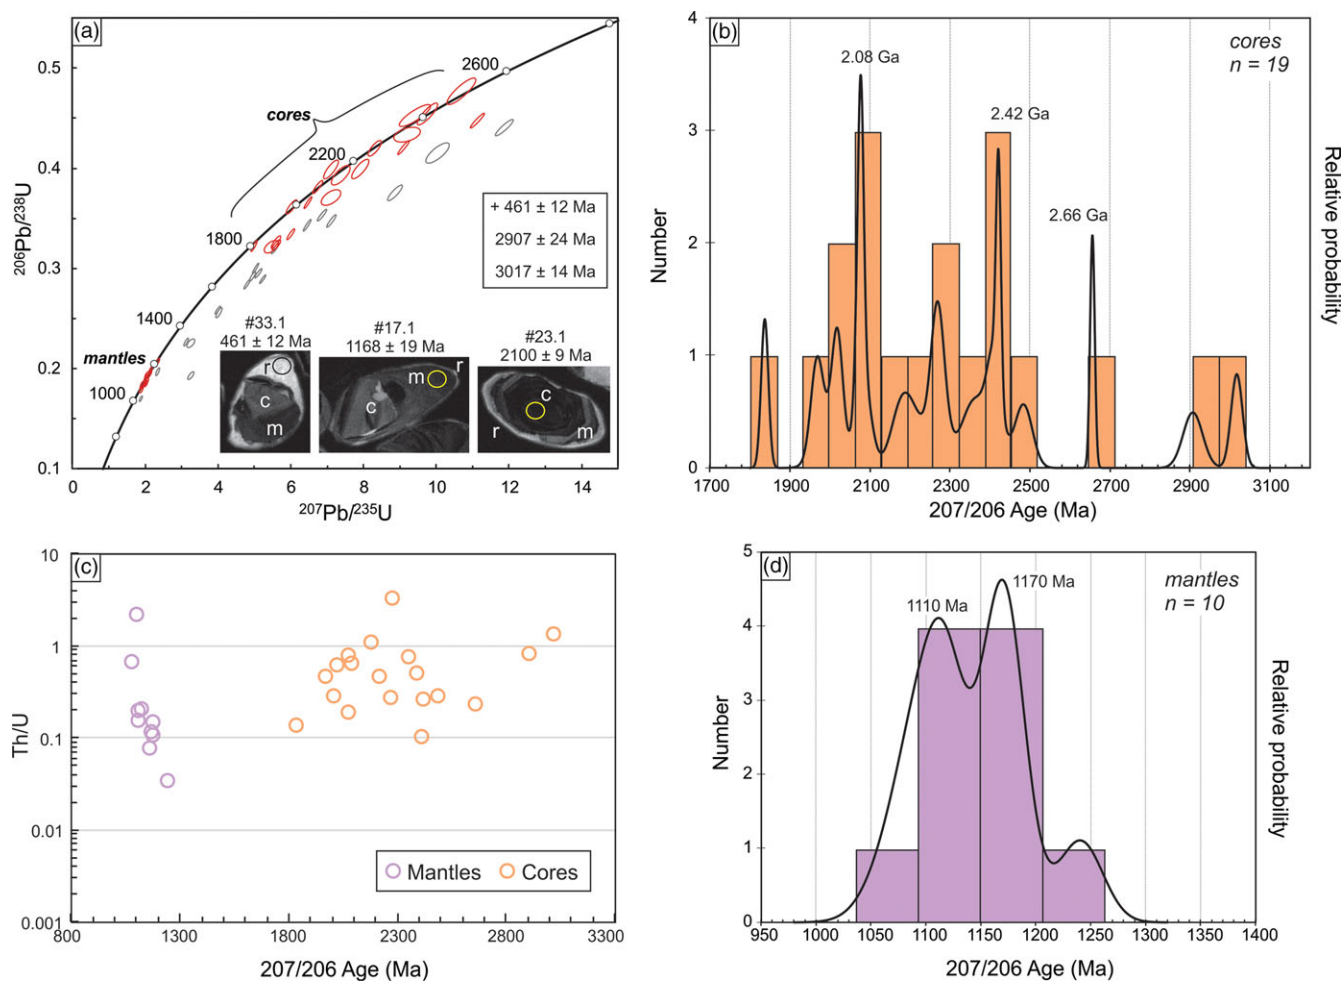 (a)
0.5
0.4
0.3
0.2
0.1
206Pb/238U
0 2 4 6 8 10 12 14
207Pb/235U
cores
2600
2200
1800
1400
1000
mantles
+ 461 ± 12 Ma
2907 ± 24 Ma
3017 ± 14 Ma
#33.1
461 ± 12 Ma
r
c
m
#17.1
1168 ± 19 Ma
m
r
c
#23.1
2100 ± 9 Ma
c
r
m
(b)
cores
n = 19
2.08 Ga
2.42 Ga
2.66 Ga
4
3
2
1
0
Number
Relative probability
1700 1900 2100 2300 2500 2700 2900 3100
207/206 Age (Ma)
(c)
10
1
0.1
0.01
0.001
Th/U
Mantles Cores
800 1300 1800 2300 2800 3300
207/206 Age (Ma)
(d)
mantles
n = 10
1110 Ma
1170 Ma
5
4
3
2
1
0
Number
Relative probability
950 1000 1050 1100 1150 1200 1250 1300 1350 1400
207/206 Age (Ma)